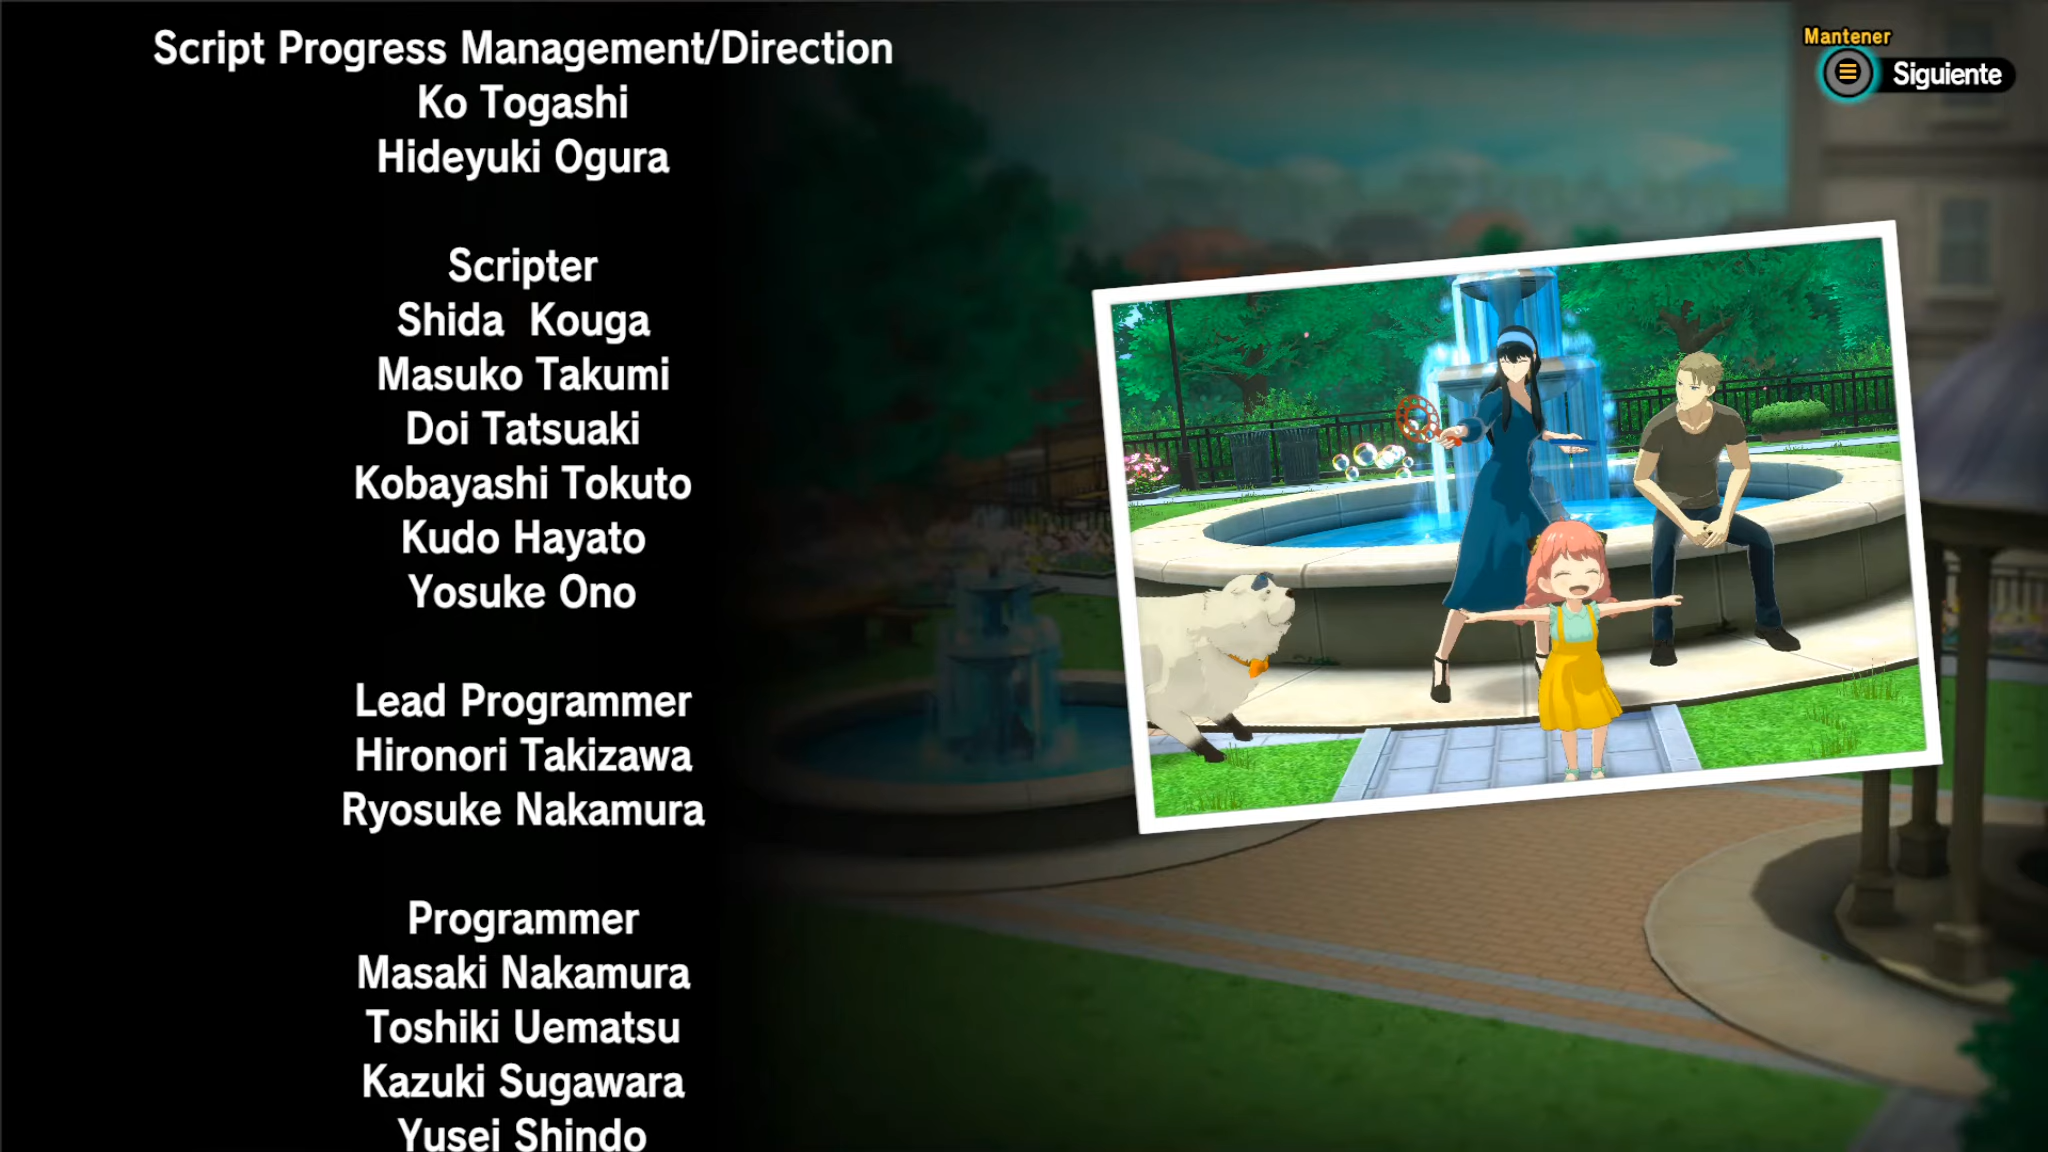 Script Progress Management/Direction
Ko Togashi
Hideyuki Ogura
Scripter
Shida  Kouga
Masuko Takumi
Doi Tatsuaki
Kobayashi Tokuto
Kudo Hayato
Yosuke Ono
Lead Programmer
Hironori Takizawa
Ryosuke Nakamura
Programmer
Masaki Nakamura
Toshiki Uematsu
Kazuki Sugawara
Yusei Shindo
Mantener
Siguiente